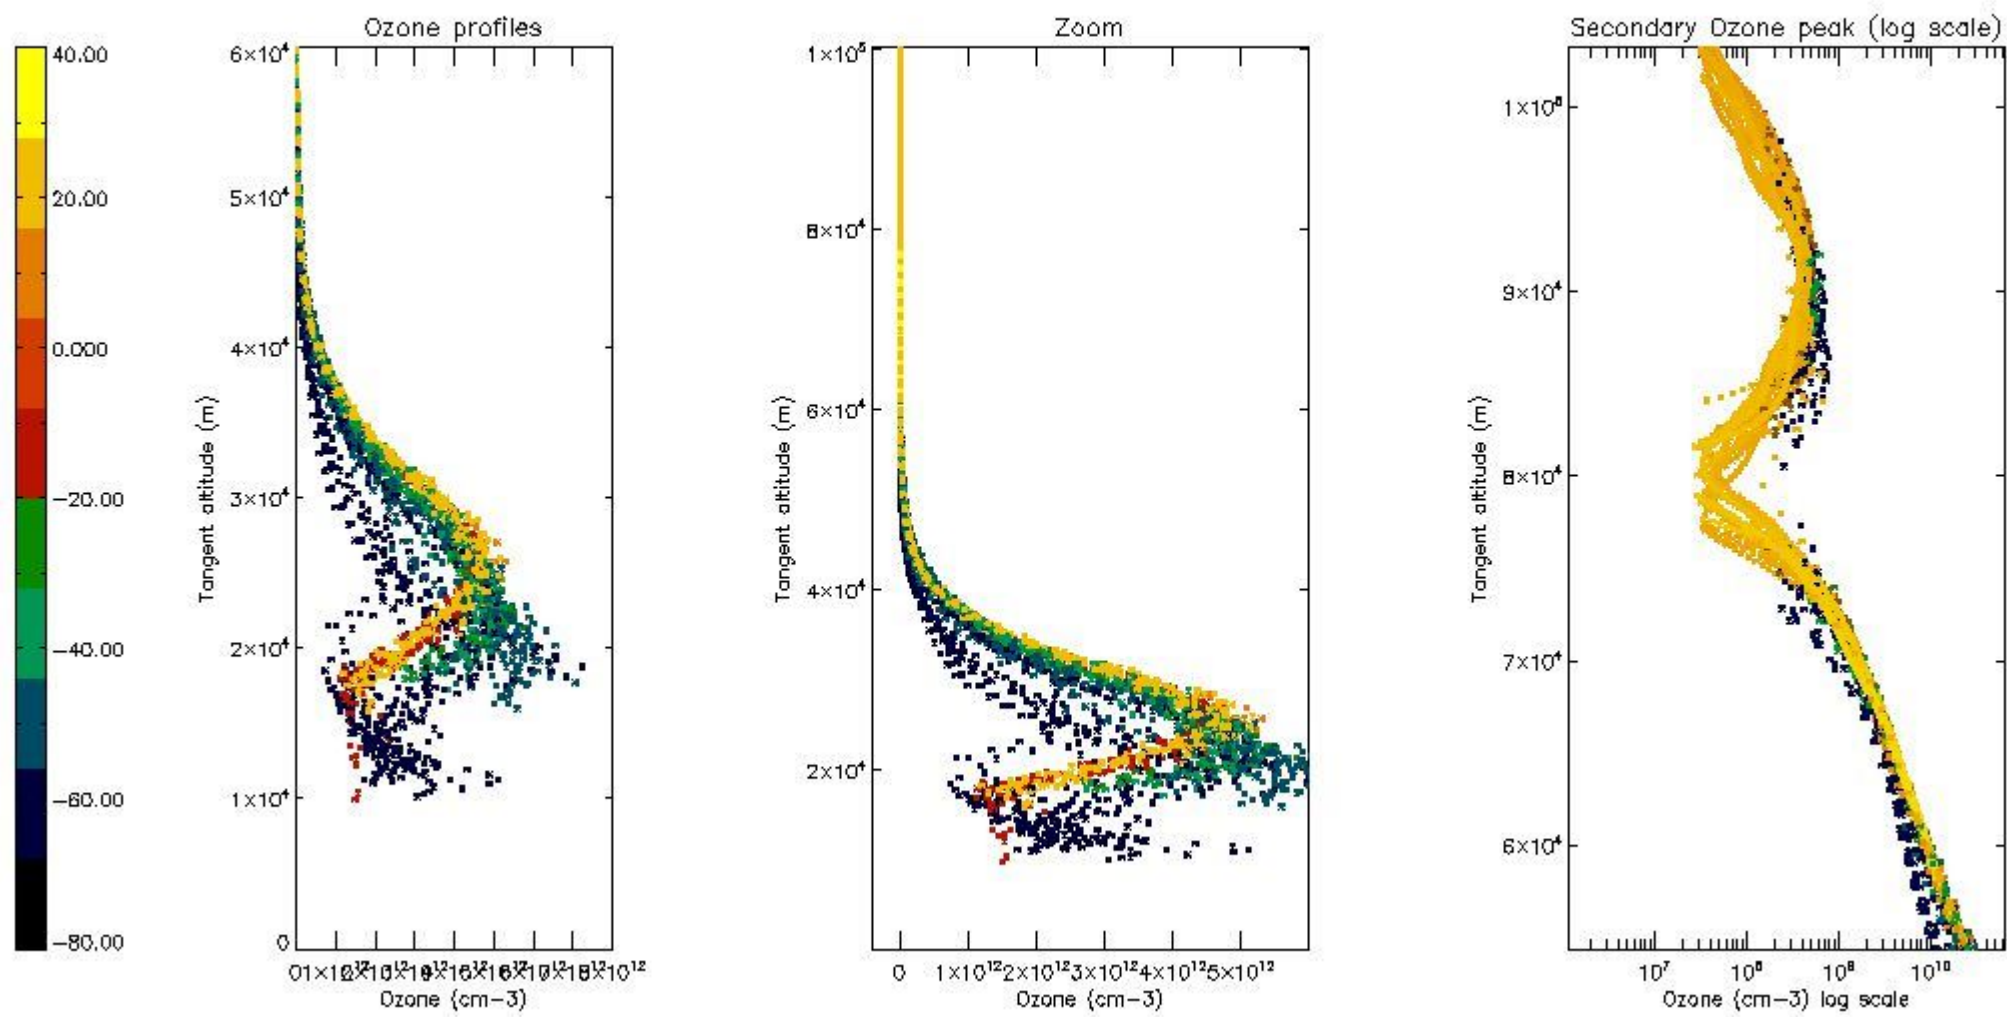 Ozone profiles
Zoom
Secondary Ozone peak (log scale)
40.00
20.00
0.000
-20.00
-40.00
-60.00
-80.00
6×10⁴
5×10⁴
4×10⁴
3×10⁴
2×10⁴
1×10⁴
0
Tangent altitude (m)
Ozone (cm-3)
1×10⁵
8×10⁴
6×10⁴
4×10⁴
2×10⁴
Tangent altitude (m)
0 1×10¹² 2×10¹² 3×10¹² 4×10¹² 5×10¹²
Ozone (cm-3)
9×10⁴
8×10⁴
7×10⁴
6×10⁴
Tangent altitude (m)
10⁷ 10⁸ 10⁹ 10¹⁰
Ozone (cm-3) log scale